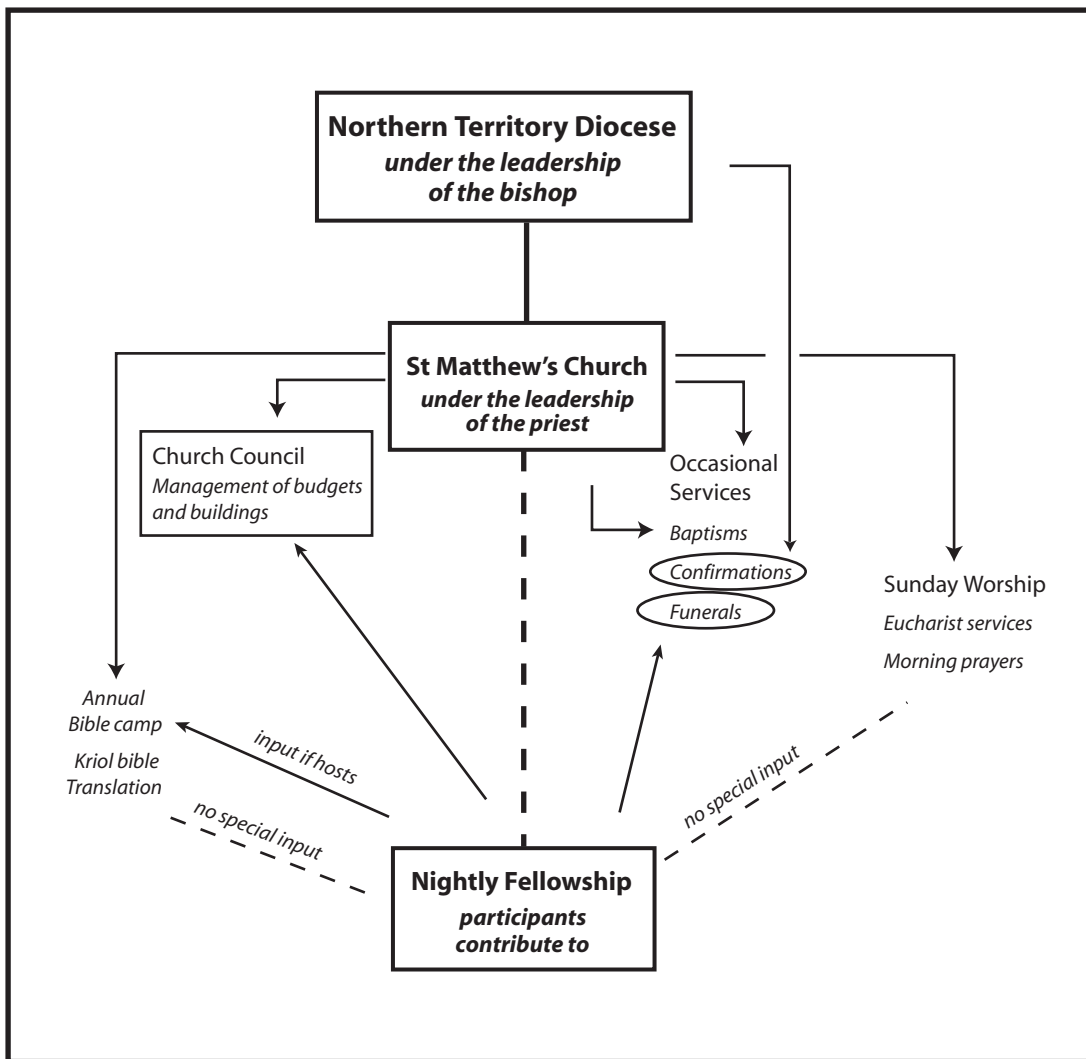 Northern Territory Diocese
under the leadership
of the bishop
St Matthew's Church
under the leadership
of the priest
Church Council
Management of budgets
and buildings
Occasional
Services
Baptisms
Confirmations
Funerals
Sunday Worship
Eucharist services
Morning prayers
Annual
Bible camp
Kriol bible
Translation
input if hosts
no special input
no special input
Nightly Fellowship
participants
contribute to